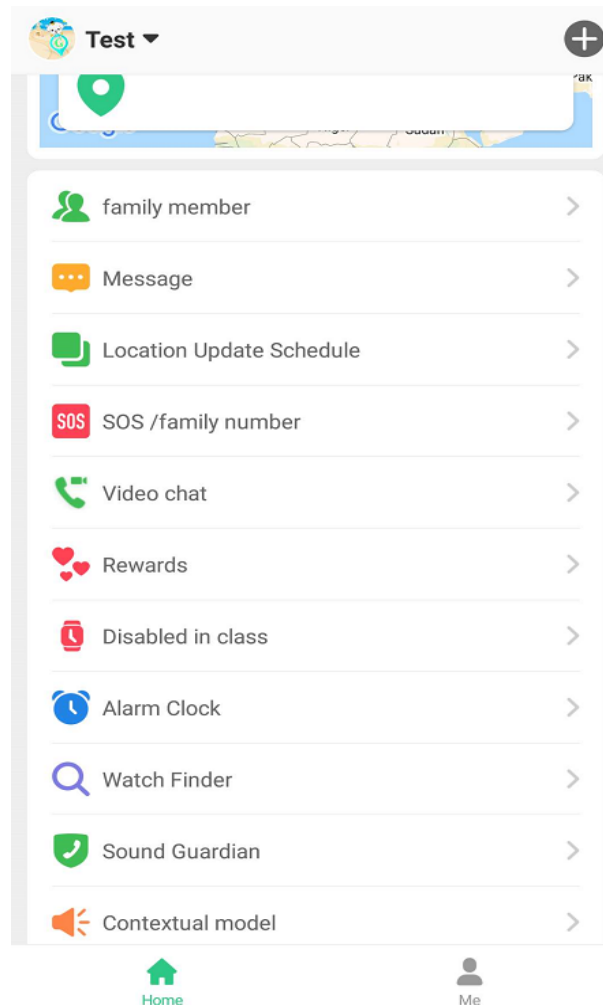 Test
family member
Message
Location Update Schedule
SOS
SOS /family number
Video chat
Rewards
Disabled in class
Alarm Clock
Watch Finder
Sound Guardian
Contextual model
Home
Me